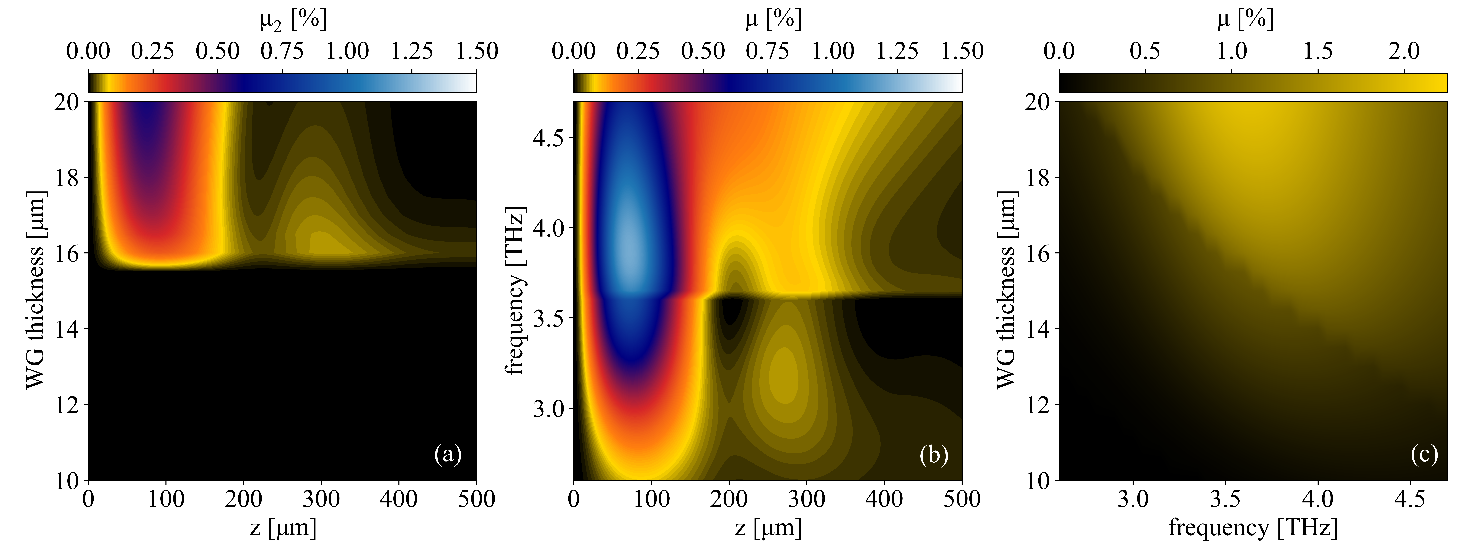 μ₂ [%]
0.00 0.25 0.50 0.75 1.00 1.25 1.50
WG thickness [μm]
20
18
16
14
12
10
(a)
0 100 200 300 400 500
z [μm]
μ [%]
0.00 0.25 0.50 0.75 1.00 1.25 1.50
frequency [THz]
4.5
4.0
3.5
3.0
(b)
0 100 200 300 400 500
z [μm]
μ [%]
0.0 0.5 1.0 1.5 2.0
WG thickness [μm]
20
18
16
14
12
10
(c)
3.0 3.5 4.0 4.5
frequency [THz]